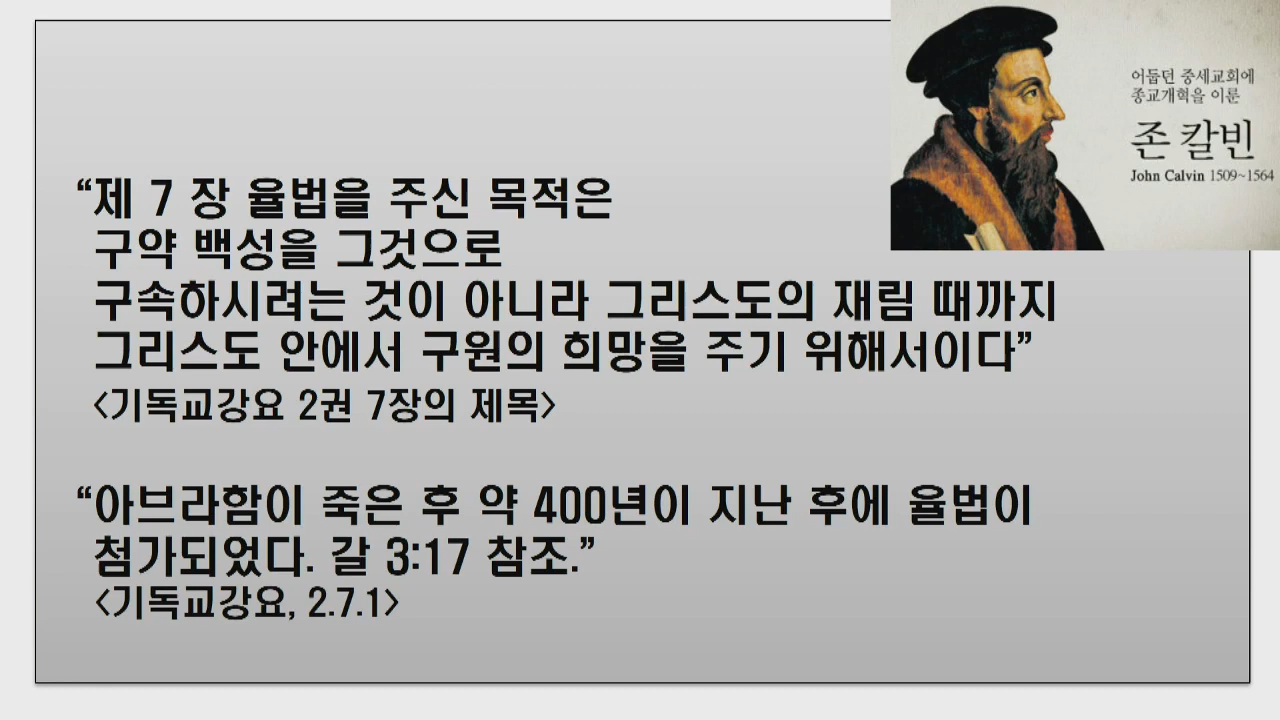 어둡던 중세교회에
종교개혁을 이룬
존 칼빈
John Calvin 1509~1564
“제 7 장 율법을 주신 목적은
구약 백성을 그것으로
구속하시려는 것이 아니라 그리스도의 재림 때까지
그리스도 안에서 구원의 희망을 주기 위해서이다”
<기독교강요 2권 7장의 제목>
“아브라함이 죽은 후 약 400년이 지난 후에 율법이
첨가되었다. 갈 3:17 참조.”
<기독교강요, 2.7.1>